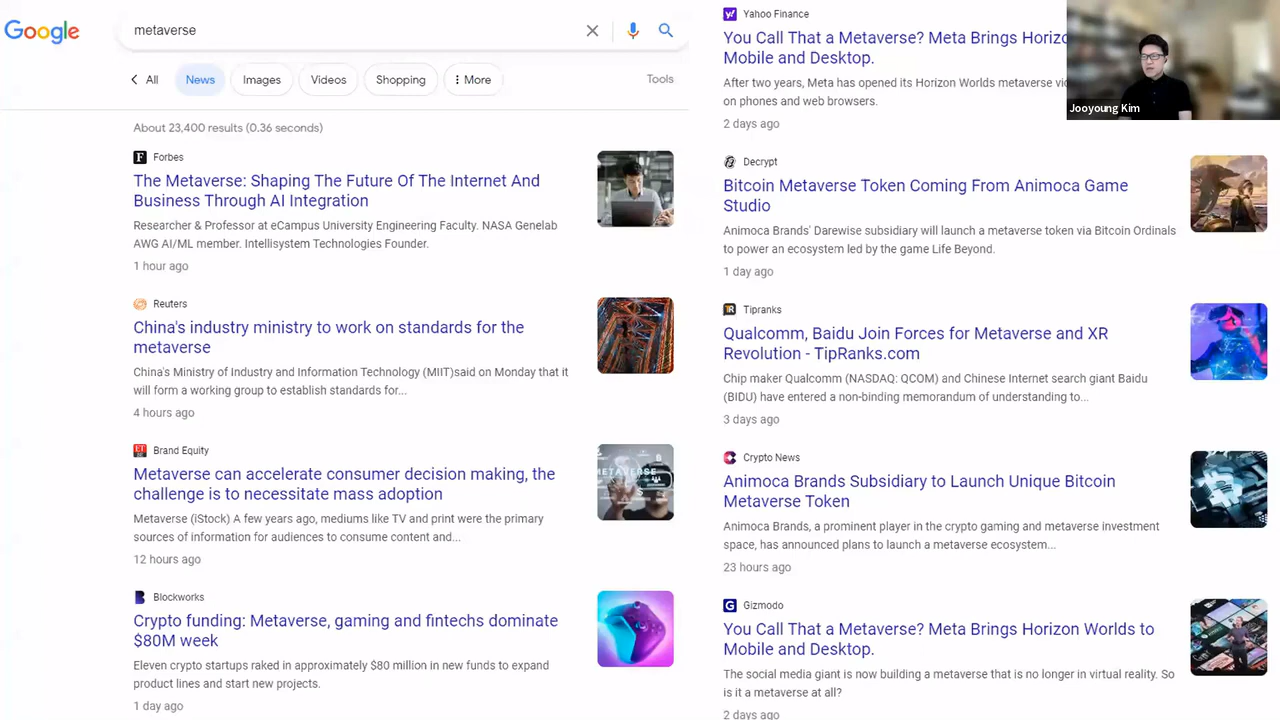 Google
metaverse
All
News
Images
Videos
Shopping
More
Tools
About 23,400 results (0.36 seconds)
Forbes
The Metaverse: Shaping The Future Of The Internet And
Business Through AI Integration
Researcher & Professor at eCampus University Engineering Faculty. NASA Genelab
AWG AI/ML member. Intellisystem Technologies Founder.
1 hour ago
Reuters
China's industry ministry to work on standards for the
metaverse
China's Ministry of Industry and Information Technology (MIIT)said on Monday that it
will form a working group to establish standards for...
4 hours ago
Brand Equity
Metaverse can accelerate consumer decision making, the
challenge is to necessitate mass adoption
Metaverse (iStock) A few years ago, mediums like TV and print were the primary
sources of information for audiences to consume content and...
12 hours ago
METAVERSE
Blockworks
Crypto funding: Metaverse, gaming and fintechs dominate
$80M week
Eleven crypto startups raked in approximately $80 million in new funds to expand
product lines and start new projects.
1 day ago
Yahoo Finance
You Call That a Metaverse? Meta Brings
Mobile and Desktop.
After two years, Meta has opened its Horizon Worlds metaverse
on phones and web browsers.
2 days ago
Jooyoung Kim
Decrypt
Bitcoin Metaverse Token Coming From Animoca Game
Studio
Animoca Brands' Darewise subsidiary will launch a metaverse token via Bitcoin Ordinals
to power an ecosystem led by the game Life Beyond.
1 day ago
Tipranks
Qualcomm, Baidu Join Forces for Metaverse and XR
Revolution - TipRanks.com
Chip maker Qualcomm (NASDAQ: QCOM) and Chinese Internet search giant Baidu
(BIDU) have entered a non-binding memorandum of understanding to...
3 days ago
Crypto News
Animoca Brands Subsidiary to Launch Unique Bitcoin
Metaverse Token
Animoca Brands, a prominent player in the crypto gaming and metaverse investment
space, has announced plans to launch a metaverse ecosystem...
23 hours ago
Gizmodo
You Call That a Metaverse? Meta Brings Horizon Worlds to
Mobile and Desktop.
The social media giant is now building a metaverse that is no longer in virtual reality. So
is it a metaverse at all?
2 days ago